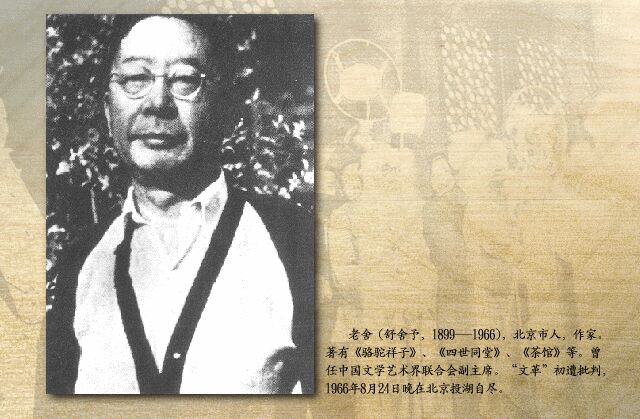 老舍（舒舍予，1899——1966），北京市人，作家。
著有《骆驼祥子》、《四世同堂》、《茶馆》等。曾
任中国文学艺术界联合会副主席。“文革”初遭批判，
1966年8月24日晚在北京投湖自尽。